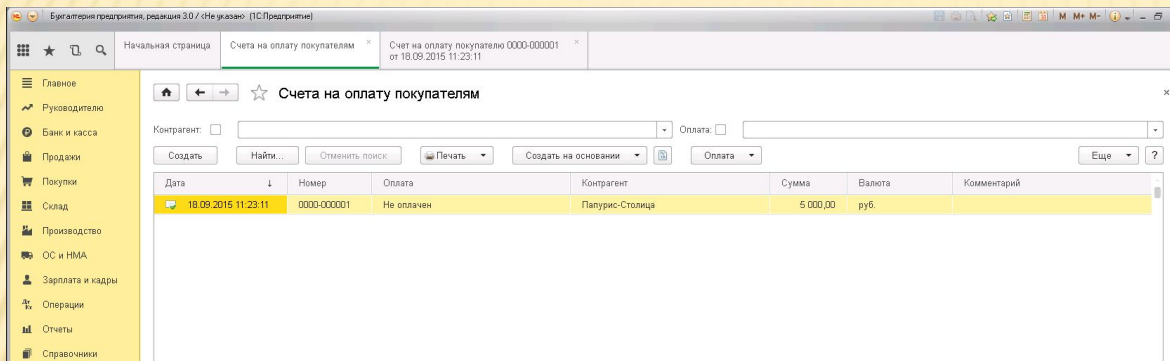 Бухгалтерия предприятия, редакция 3.0 / <Не указан> (1С:Предприятие)
M M+ M-
Начальная страница
Счета на оплату покупателям
Счет на оплату покупателю 0000-000001
от 18.09.2015 11:23:11
Главное
Руководителю
Банк и касса
Продажи
Покупки
Склад
Производство
ОС и НМА
Зарплата и кадры
Операции
Отчеты
Справочники
Счета на оплату покупателям
Контрагент:
Оплата:
Создать Найти... Отменить поиск Печать Создать на основании Оплата Еще ?
Дата ↓ Номер Оплата Контрагент Сумма Валюта Комментарий
18.09.2015 11:23:11 0000-000001 Не оплачен Папурис-Столица 5 000,00 руб.